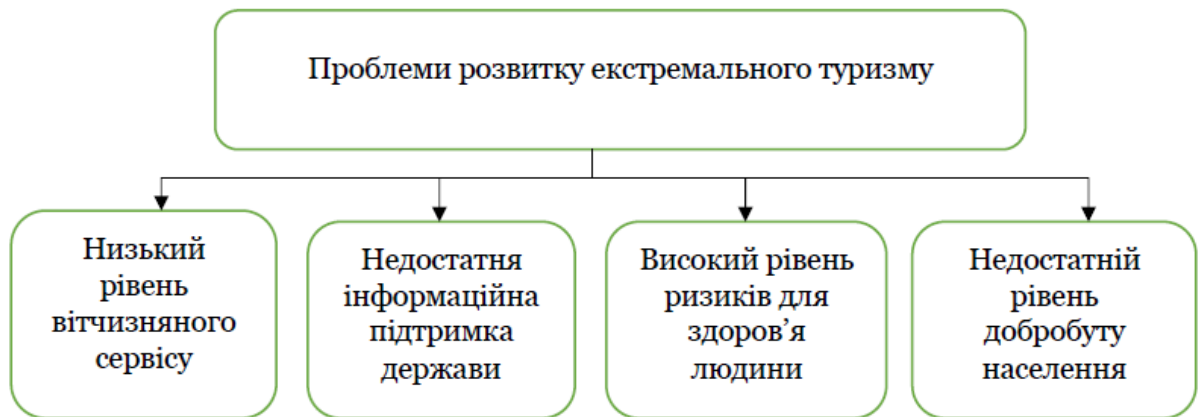 Проблеми розвитку екстремального туризму
Низький
рівень
вітчизняного
сервісу
Недостатня
інформаційна
підтримка
держави
Високий рівень
ризиків для
здоров’я
людини
Недостатній
рівень
добробуту
населення